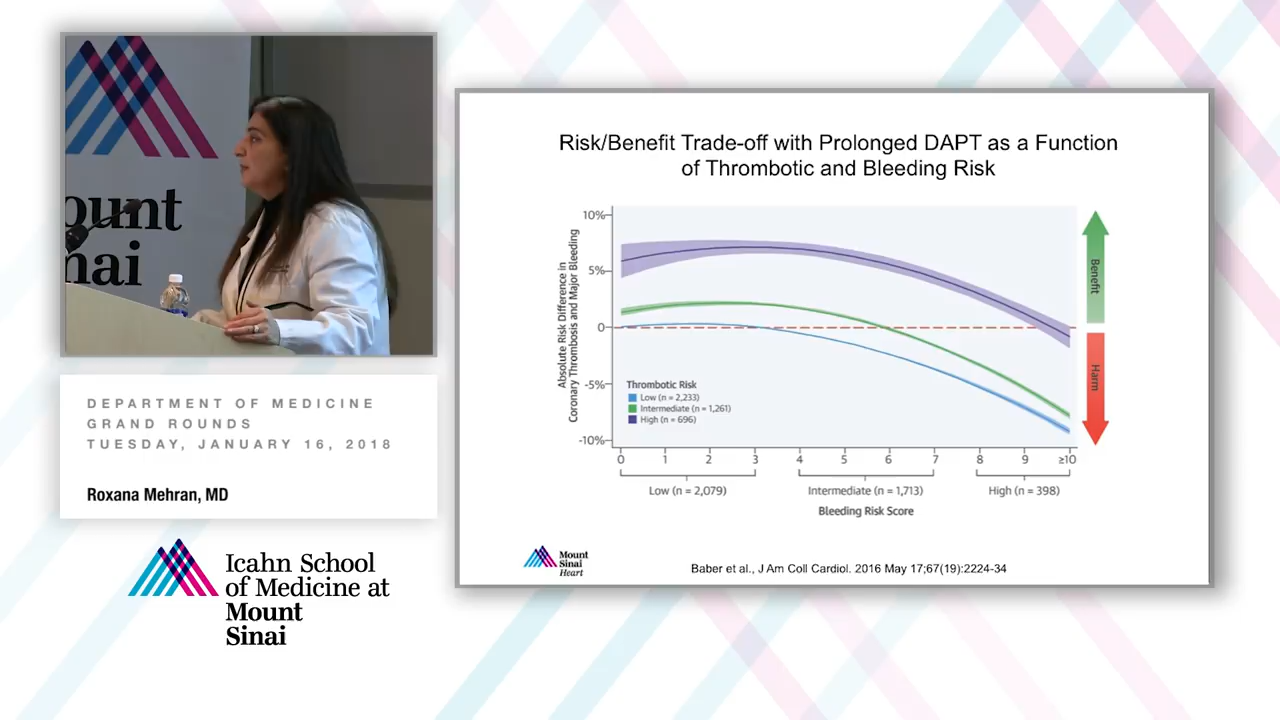 ount
nai
DEPARTMENT OF MEDICINE
GRAND ROUNDS
TUESDAY, JANUARY 16, 2018
Roxana Mehran, MD
Icahn School
of Medicine at
Mount
Sinai
Risk/Benefit Trade-off with Prolonged DAPT as a Function
of Thrombotic and Bleeding Risk
Absolute Risk Difference in
Coronary Thrombosis and Major Bleeding
10%
5%
0
-5%
-10%
Thrombotic Risk
Low (n = 2,233)
Intermediate (n = 1,261)
High (n = 696)
Benefit
Harm
0 1 2 3 4 5 6 7 8 9 ≥10
Low (n = 2,079) Intermediate (n = 1,713) High (n = 398)
Bleeding Risk Score
Mount
Sinai
Heart
Baber et al., J Am Coll Cardiol. 2016 May 17;67(19):2224-34